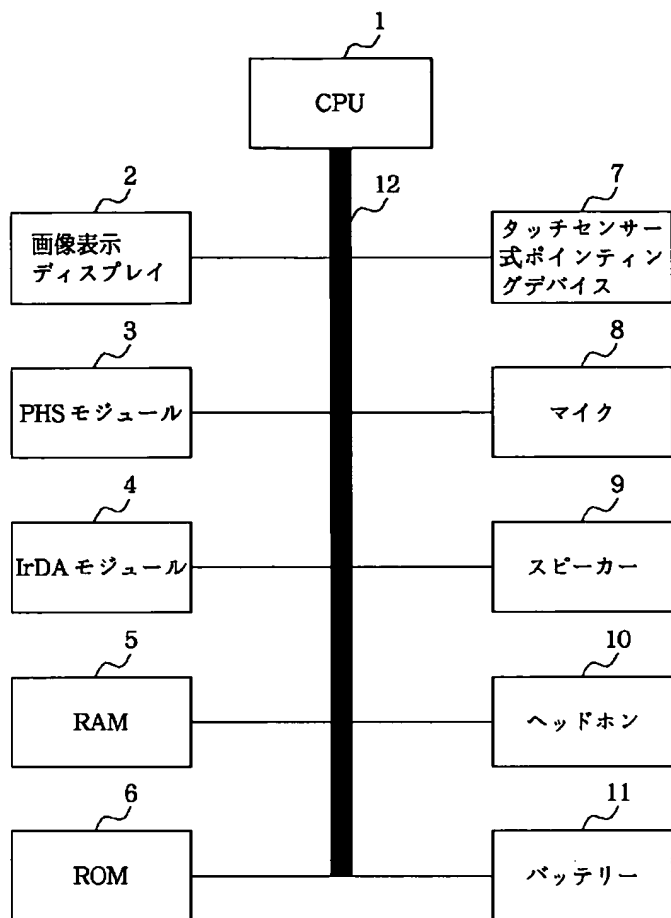 1
CPU
12
2
画像表示
ディスプレイ
7
タッチセンサー
式ポインティン
グデバイス
3
PHSモジュール
8
マイク
4
IrDAモジュール
9
スピーカー
5
RAM
10
ヘッドホン
6
ROM
11
バッテリー